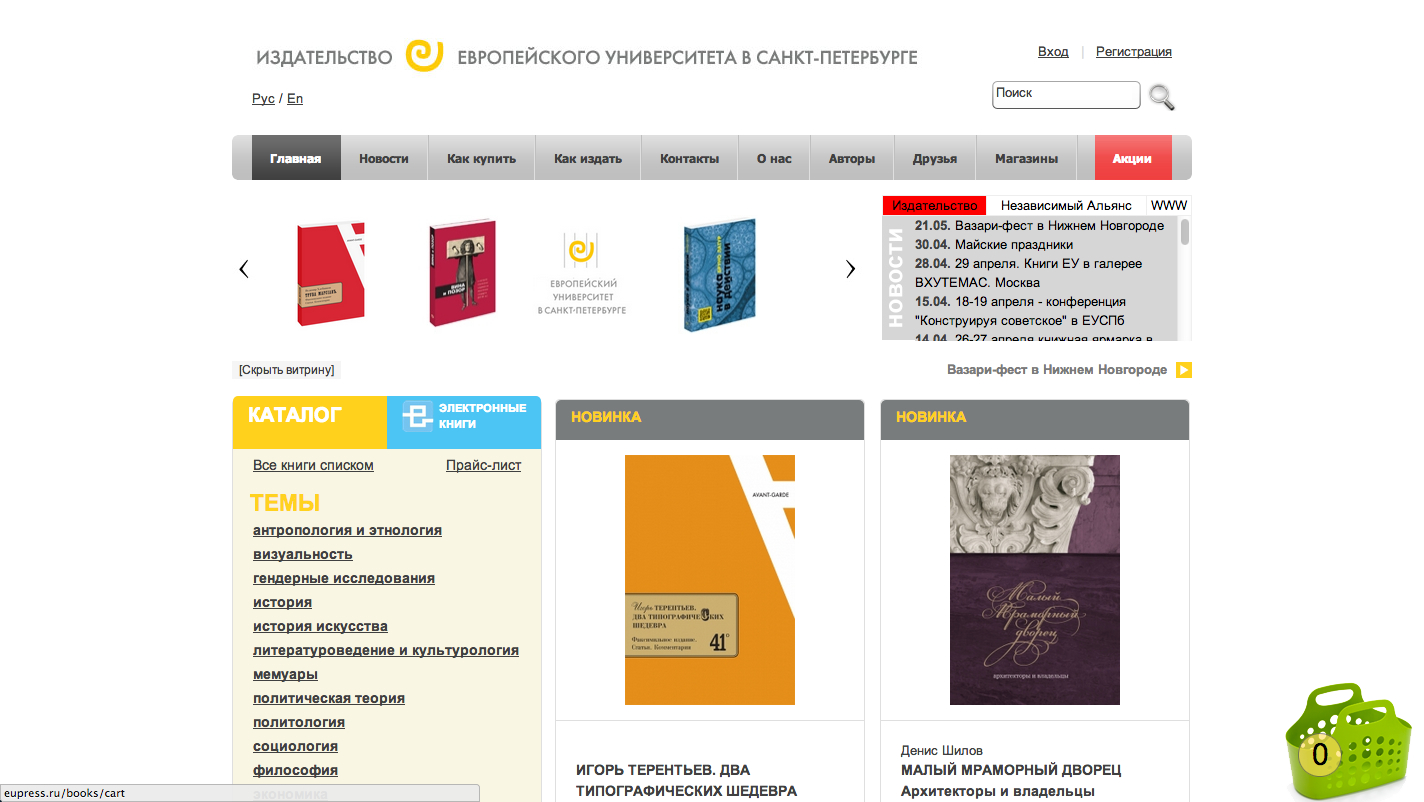 ИЗДАТЕЛЬСТВО ЕВРОПЕЙСКОГО УНИВЕРСИТЕТА В САНКТ-ПЕТЕРБУРГЕ
Вход | Регистрация
Рус / En
Поиск
Главная Новости Как купить Как издать Контакты О нас Авторы Друзья Магазины Акции
ВИНА И ПОЗОР
ЕВРОПЕЙСКИЙ
УНИВЕРСИТЕТ
В САНКТ-ПЕТЕРБУРГЕ
наука в действии
Издательство Независимый Альянс WWW
НОВОСТИ
21.05. Вазари-фест в Нижнем Новгороде
30.04. Майские праздники
28.04. 29 апреля. Книги ЕУ в галерее
ВХУТЕМАС. Москва
15.04. 18-19 апреля - конференция
"Конструируя советское" в ЕУСПб
14.04. 26-27 апреля книжная ярмарка в
[Скрыть витрину]
Вазари-фест в Нижнем Новгороде
КАТАЛОГ
ЭЛЕКТРОННЫЕ
КНИГИ
Все книги списком Прайс-лист
ТЕМЫ
антропология и этнология
визуальность
гендерные исследования
история
история искусства
литературоведение и культурология
мемуары
политическая теория
политология
социология
философия
экономика
НОВИНКА
AVANT-GARDE
Игорь ТЕРЕНТЬЕВ.
ДВА ТИПОГРАФИЧЕСКИХ
ШЕДЕВРА
Факсимильное издание.
Статьи. Комментарии
41°
ИГОРЬ ТЕРЕНТЬЕВ. ДВА
ТИПОГРАФИЧЕСКИХ ШЕДЕВРА
НОВИНКА
Малый
Мраморный
дворец
архитекторы и владельцы
Денис Шилов
МАЛЫЙ МРАМОРНЫЙ ДВОРЕЦ
Архитекторы и владельцы
0
eupress.ru/books/cart